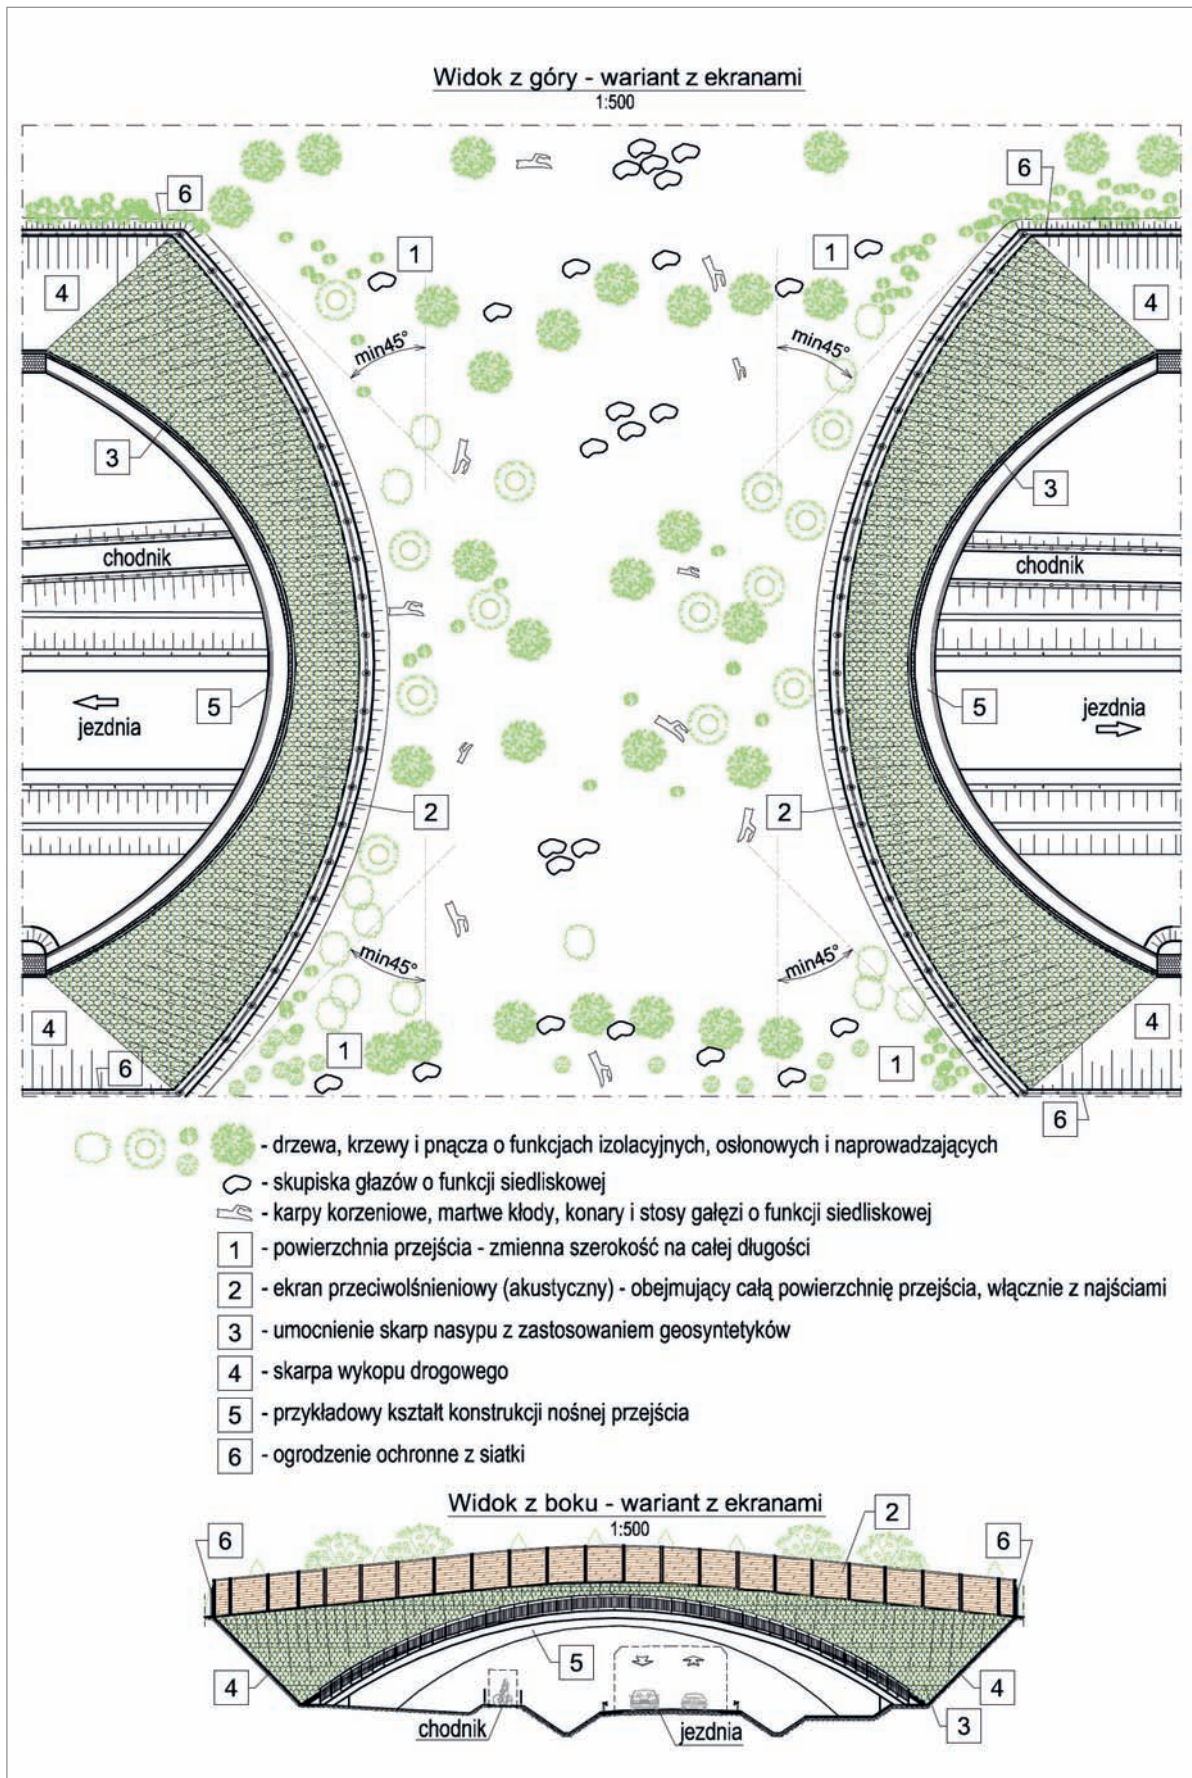 Widok z góry - wariant z ekranami
1:500
6
6
1
1
4
4
min45°
min45°
3
3
chodnik
chodnik
5
5
jezdnia
jezdnia
2
2
min45°
min45°
4
4
1
1
6
6
- drzewa, krzewy i pnącza o funkcjach izolacyjnych, osłonowych i naprowadzających
- skupiska głazów o funkcji siedliskowej
- karpy korzeniowe, martwe kłody, konary i stosy gałęzi o funkcji siedliskowej
1 - powierzchnia przejścia - zmienna szerokość na całej długości
2 - ekran przeciwolśnieniowy (akustyczny) - obejmujący całą powierzchnię przejścia, włącznie z najściami
3 - umocnienie skarp nasypu z zastosowaniem geosyntetyków
4 - skarpa wykopu drogowego
5 - przykładowy kształt konstrukcji nośnej przejścia
6 - ogrodzenie ochronne z siatki
Widok z boku - wariant z ekranami
1:500
2
6
6
5
4
4
3
chodnik
jezdnia